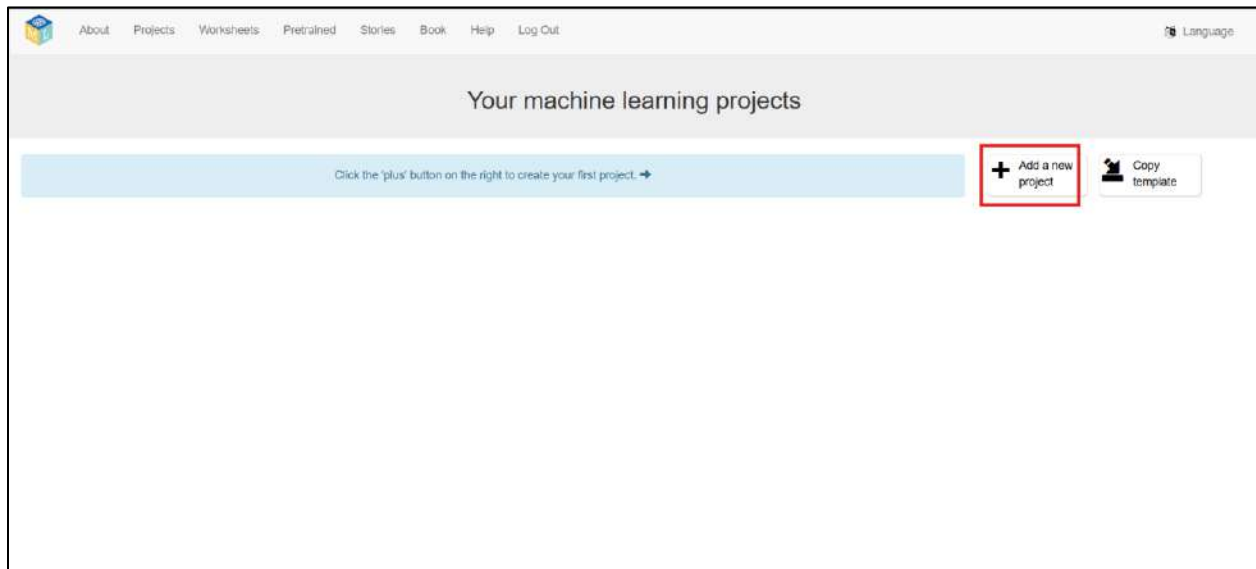 About Projects Worksheets Pretrained Stories Book Help Log Out Language
Your machine learning projects
Click the 'plus' button on the right to create your first project.
Add a new
project
Copy
template